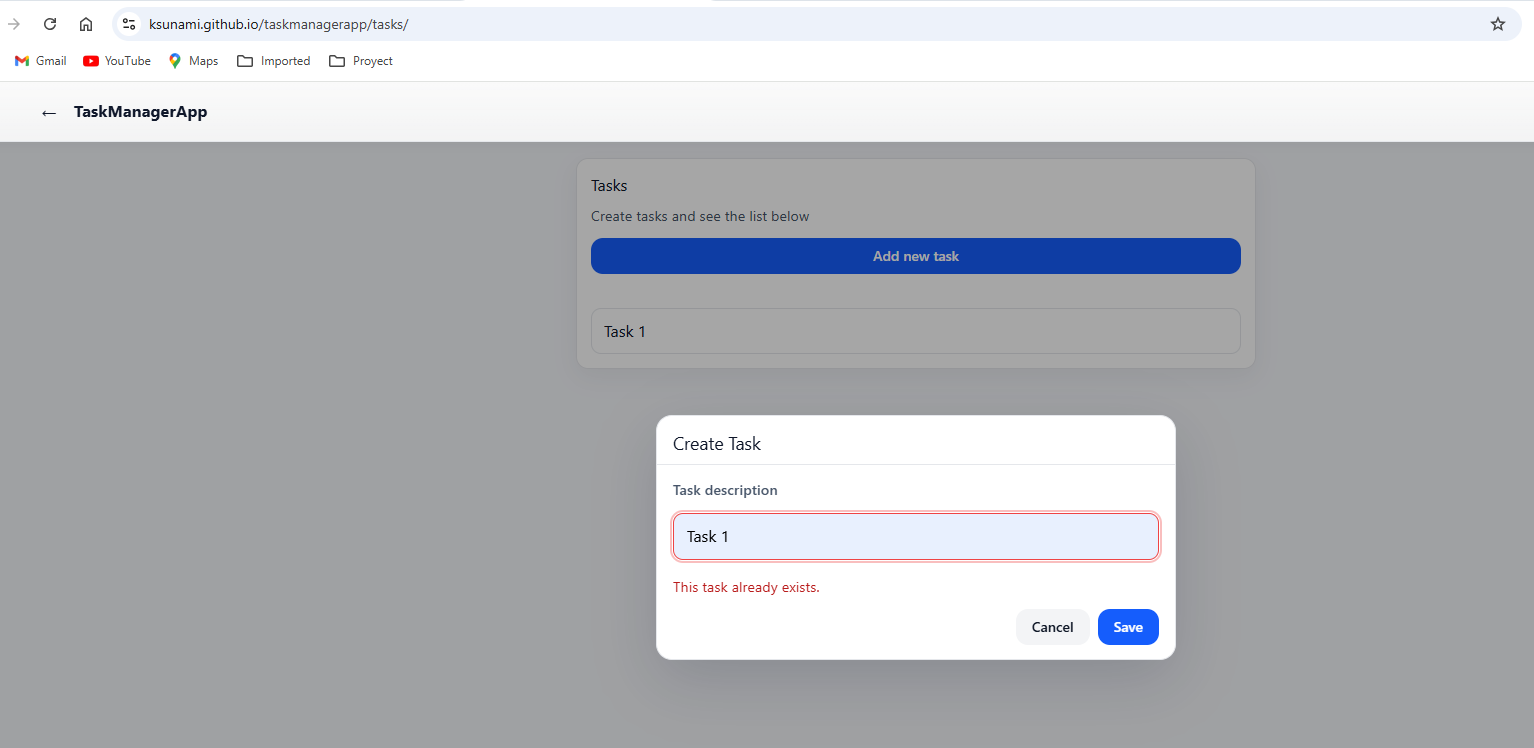 ksunami.github.io/taskmanagerapp/tasks/
Gmail YouTube Maps Imported Proyect
← TaskManagerApp
Tasks
Create tasks and see the list below
Add new task
Task 1
Create Task
Task description
Task 1
This task already exists.
Cancel Save